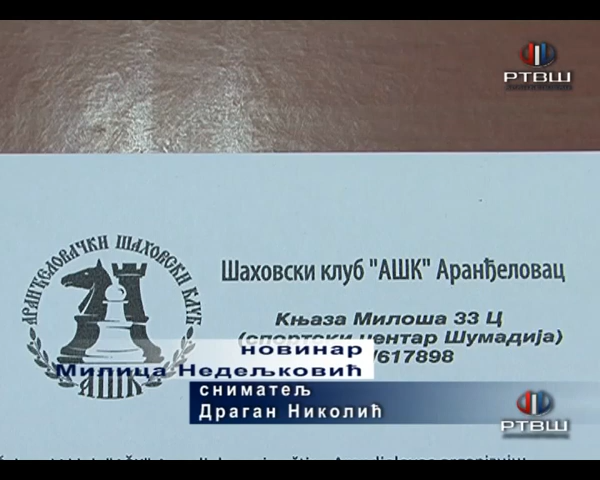 РТВШ
АРАНЂЕЛОВАЧКИ ШАХОВСКИ КЛУБ
АШК
Шаховски клуб "АШК" Аранђеловац
Књаза Милоша 33 Ц
(спортски центар Шумадија)
/617898
новинар
Милица Недељковић
сниматељ
Драган Николић
РТВШ